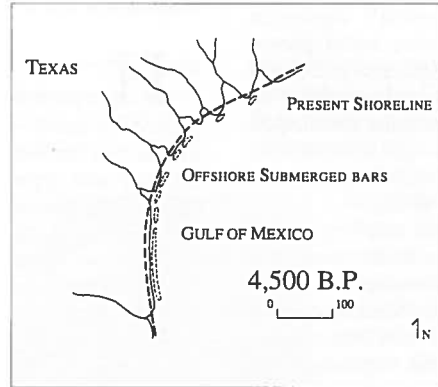 TEXAS
PRESENT SHORELINE
OFFSHORE SUBMERGED BARS
GULF OF MEXICO
4,500 B.P.
0 100
1N